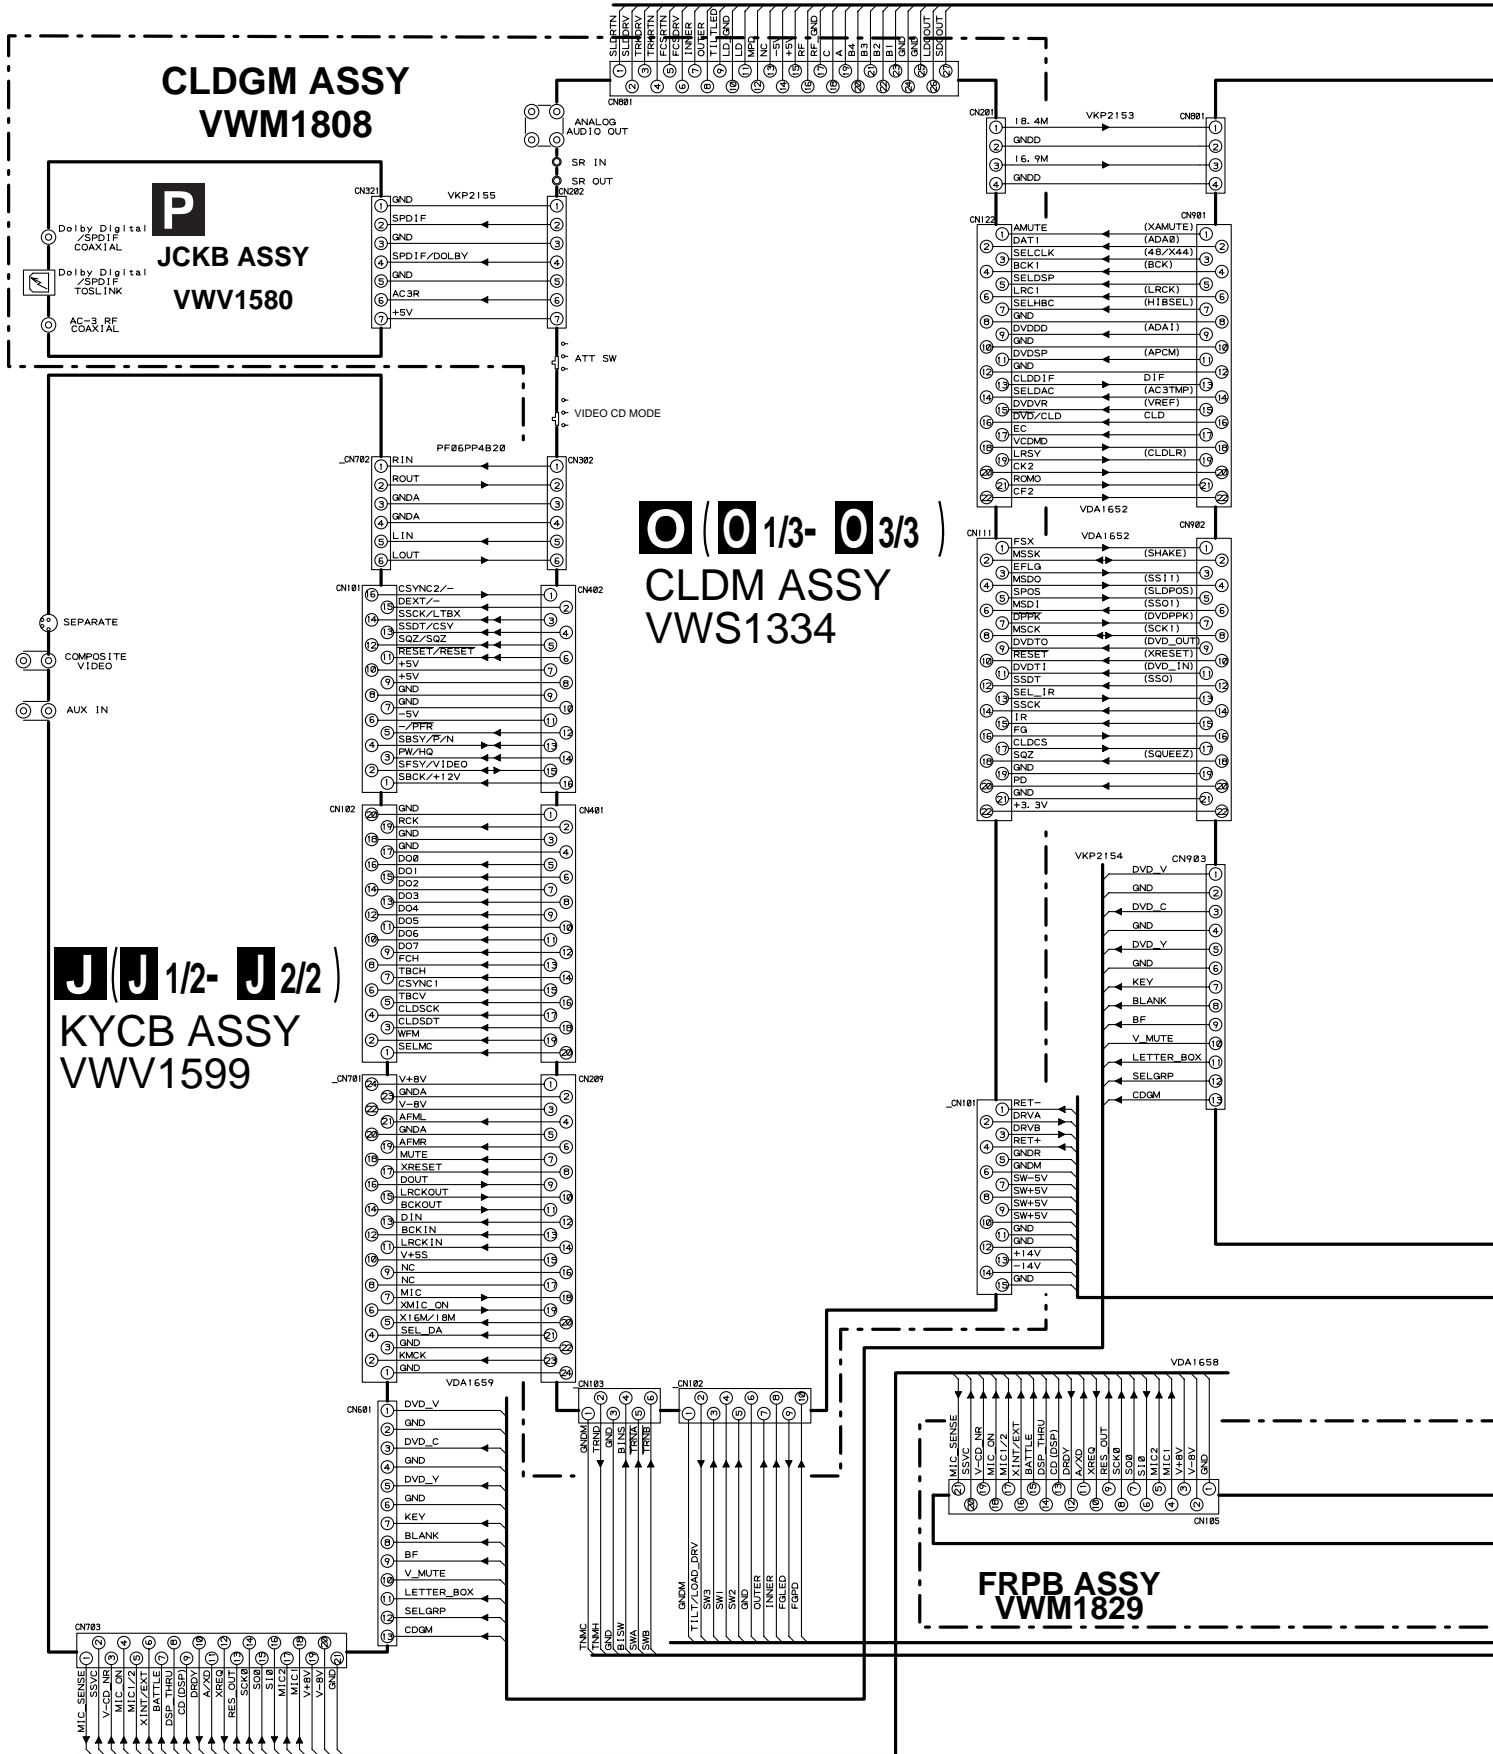 SLDRTN
SLDDRV
TRKDRV
TRKRTN
FCSRTN
FCSDRV
INNER
OUTER
TILTLED
LD_GND
LD
MPD
NC
-5V
+5V
RF
RF_GND
C
A
B4
B3
B2
B1
GND
GND
LDOOUT
SDOOUT
CN801
CLDGM ASSY
VWM1808
ANALOG
AUDIO OUT
SR IN
SR OUT
P
JCKB ASSY
VWV1580
Dolby Digital
/SPDIF
COAXIAL
Dolby Digital
/SPDIF
TOSLINK
AC-3 RF
COAXIAL
CN321 VKP2155 CN202
GND
SPDIF
GND
SPDIF/DOLBY
GND
AC3R
+5V
ATT SW
VIDEO CD MODE
PF06PP4B20
_CN702 CN302
RIN
ROUT
GNDA
GNDA
LIN
LOUT
CN101 CN402
CSYNC2/-
DEXT/-
SSCK/LTBX
SSDT/CSY
SQZ/SQZ
RESET/RESET
+5V
+5V
GND
GND
-5V
-/PFR
SBSY/P/N
PW/HQ
SFSY/VIDEO
SBCK/+12V
CN102 CN401
GND
RCK
GND
GND
DO0
DO1
DO2
DO3
DO4
DO5
DO6
DO7
FCH
TBCH
CSYNC1
TBCV
CLDSCK
CLDSDT
WFM
SELMC
_CN701 CN209
V+8V
GNDA
V-8V
AFML
GNDA
AFMR
MUTE
XRESET
DOUT
LRCKOUT
BCKOUT
DIN
BCKIN
LRCKIN
V+5S
NC
NC
MIC
XMIC_ON
X16M/18M
SEL_DA
GND
KMCK
GND
VDA1659
CN601
DVD_V
GND
DVD_C
GND
DVD_Y
GND
KEY
BLANK
BF
V_MUTE
LETTER_BOX
SELGRP
CDGM
SEPARATE
COMPOSITE
VIDEO
AUX IN
J (J 1/2- J 2/2)
KYCB ASSY
VWV1599
O (O 1/3- O 3/3)
CLDM ASSY
VWS1334
CN201 VKP2153 CN801
18.4M
GNDD
16.9M
GNDD
CN122 CN901
AMUTE (XAMUTE)
DAT1 (ADA0)
SELCLK (48/X44)
BCK1 (BCK)
SELDSP
LRC1 (LRCK)
SELHBC (HIBSEL)
GND
DVDDD (ADA1)
GND
DVDSP (APCM)
GND
CLDDIF DIF
SELDAC (AC3TMP)
DVDVR (VREF)
DVD/CLD CLD
EC
VCDMD
LRSY (CLDLR)
CK2
ROMO
CF2
VDA1652
CN111 VDA1652 CN902
FSX
MSSK (SHAKE)
EFLG
MSDO (SSI1)
SPOS (SLDPOS)
MSDI (SSO1)
DPPK (DVDPPK)
MSCK (SCK1)
DVDTO (DVD_OUT)
RESET (XRESET)
DVDTI (DVD_IN)
SSDT (SSO)
SEL_IR
SSCK
IR
FG
CLDCS
SQZ (SQUEEZ)
GND
PD
GND
+3.3V
VKP2154 CN903
DVD_V
GND
DVD_C
GND
DVD_Y
GND
KEY
BLANK
BF
V_MUTE
LETTER_BOX
SELGRP
CDGM
_CN101
RET-
DRVA
DRVB
RET+
GNDR
GNDM
SW-5V
SW+5V
SW+5V
SW+5V
GND
GND
+14V
-14V
GND
CN103
GNDM
TRND
GND
BINS
TRNA
TRNB
TNMC
TNMH
GND
BISW
SWA
SWB
_CN102
GNDM
TILT/LOAD_DRV
SW3
SW1
SW2
GND
OUTER
INNER
FGLED
FGPD
VDA1658
MIC_SENSE
SSVC
V-CD_NR
MIC_ON
MIC1/2
XINT/EXT
BATTLE
DSP_THRU
CD(DSP)
DRDY
A/XD
XREQ
RES_OUT
SCK0
SO0
SI0
MIC2
MIC1
V+8V
V-8V
GND
CN105
FRPB ASSY
VWM1829
CN703
MIC_SENSE
SSVC
V-CD_NR
MIC_ON
MIC1/2
XINT/EXT
BATTLE
DSP_THRU
CD(DSP)
DRDY
A/XD
XREQ
RES_OUT
SCK0
SO0
SI0
MIC2
MIC1
V+8V
V-8V
GND